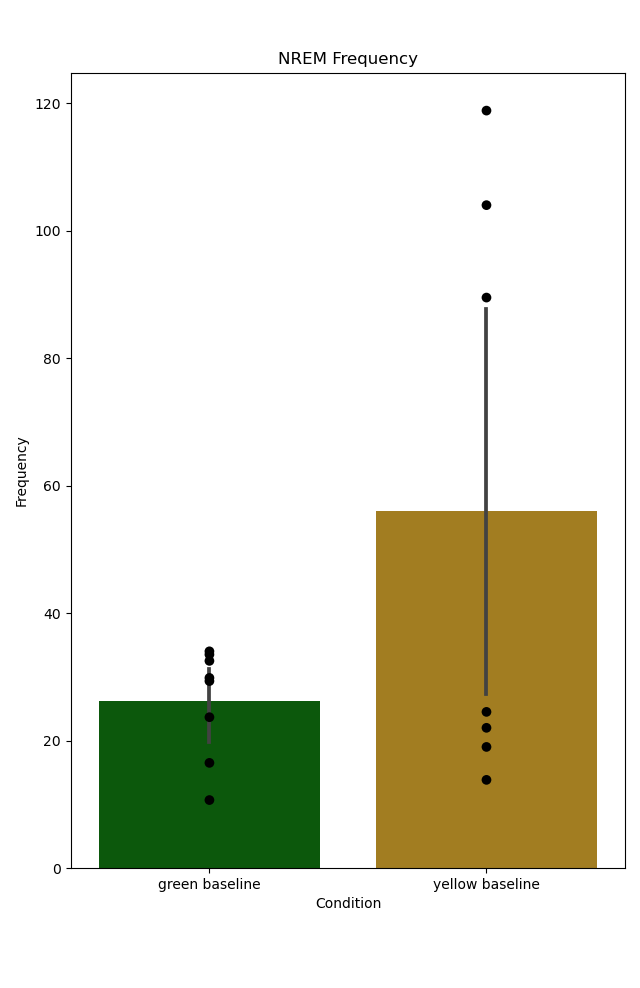 NREM Frequency
120
100
80
60
40
20
0
Frequency
green baseline
yellow baseline
Condition